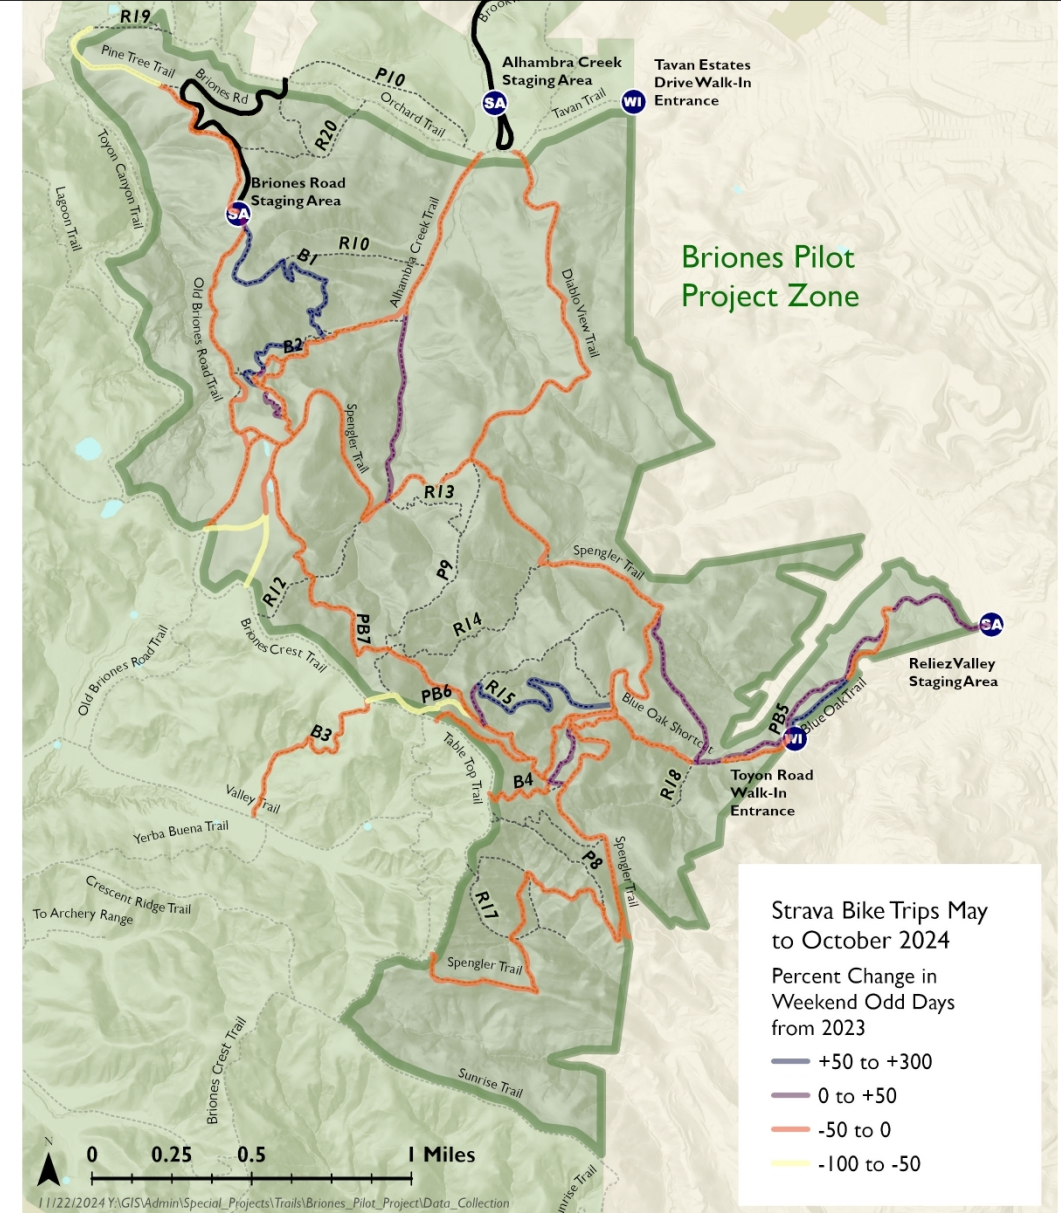 R19
Pine Tree Trail
Briones Rd
P10
Orchard Trail
R20
Alhambra Creek
Staging Area
SA
Tavan Trail
WI
Tavan Estates
Drive Walk-In
Entrance
Toyon Canyon Trail
Lagoon Trail
Briones Road
Staging Area
SA
B1
R10
Alhambra Creek Trail
Briones Pilot
Project Zone
Old Briones Road Trail
Diablo View Trail
B2
Spengler Trail
R13
Spengler Trail
P9
R12
PB7
R14
Old Briones Road Trail
Briones Crest Trail
SA
Reliez Valley
Staging Area
PB6
R15
Blue Oak Shortcut
PB5
Blue Oak Trail
WI
B3
Table Top Trail
B4
R18
Toyon Road
Walk-In
Entrance
Valley Trail
Yerba Buena Trail
P8
Spengler Trail
Crescent Ridge Trail
To Archery Range
R17
Spengler Trail
Briones Crest Trail
Sunrise Trail
Strava Bike Trips May
to October 2024
Percent Change in
Weekend Odd Days
from 2023
+50 to +300
0 to +50
-50 to 0
-100 to -50
N
0 0.25 0.5 1 Miles
11/22/2024 Y:\GIS\Admin\Special_Projects\Trails\Briones_Pilot_Project\Data_Collection